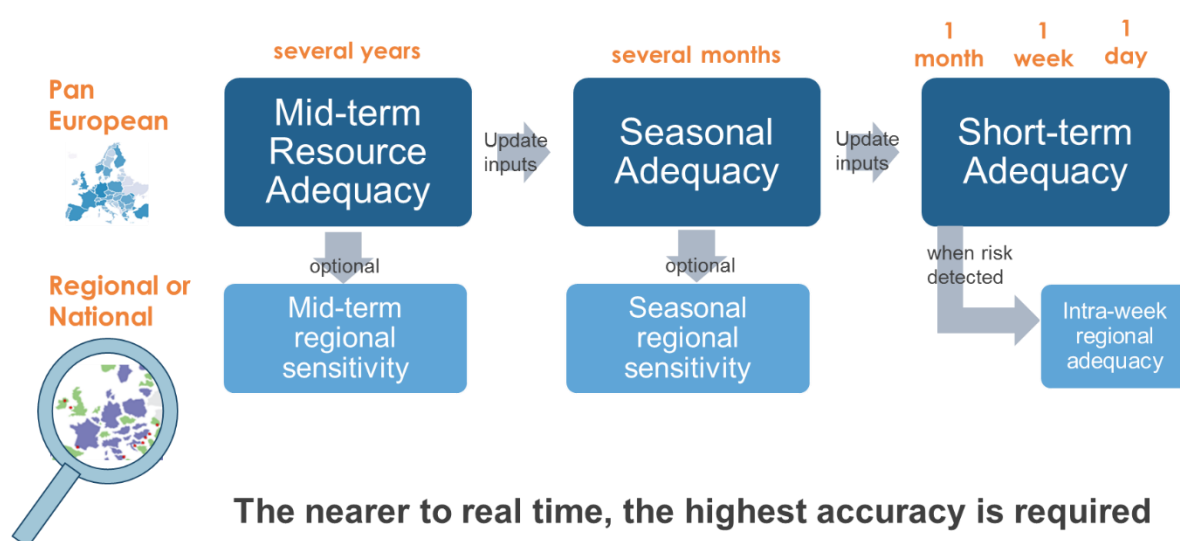 several years
several months
1
month
1
week
1
day
Pan
European
Mid-term
Resource
Adequacy
Update
inputs
Seasonal
Adequacy
Update
inputs
Short-term
Adequacy
optional
optional
when risk
detected
Regional or
National
Mid-term
regional
sensitivity
Seasonal
regional
sensitivity
Intra-week
regional
adequacy
The nearer to real time, the highest accuracy is required